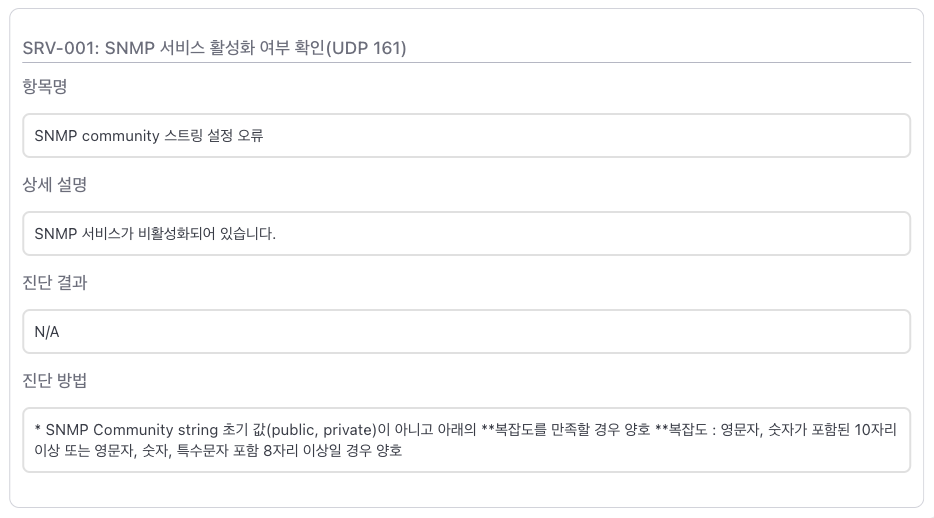 SRV-001: SNMP 서비스 활성화 여부 확인(UDP 161)
항목명
SNMP community 스트링 설정 오류
상세 설명
SNMP 서비스가 비활성화되어 있습니다.
진단 결과
N/A
진단 방법
* SNMP Community string 초기 값(public, private)이 아니고 아래의 **복잡도를 만족할 경우 양호 **복잡도 : 영문자, 숫자가 포함된 10자리
이상 또는 영문자, 숫자, 특수문자 포함 8자리 이상일 경우 양호